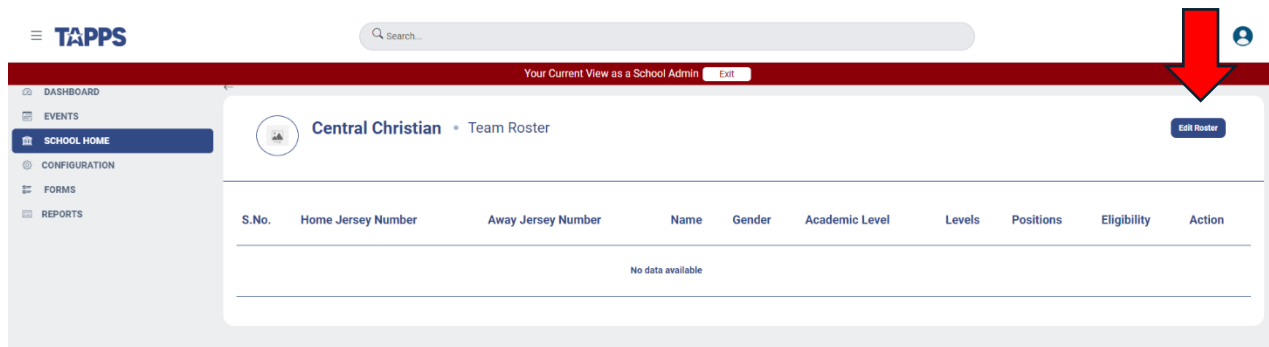 TAPPS
Search...
Your Current View as a School Admin Exit
DASHBOARD
EVENTS
SCHOOL HOME
CONFIGURATION
FORMS
REPORTS
Central Christian • Team Roster
Edit Roster
S.No. Home Jersey Number Away Jersey Number Name Gender Academic Level Levels Positions Eligibility Action
No data available